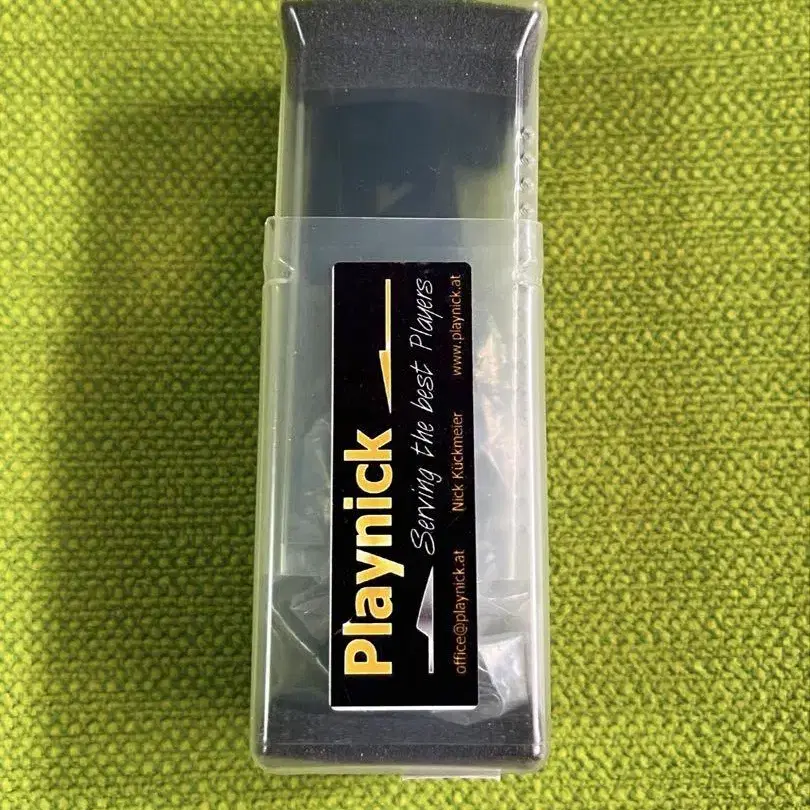 Playnick
Serving the best Players
office@playnick.at Nick Kückmeier www.playnick.at